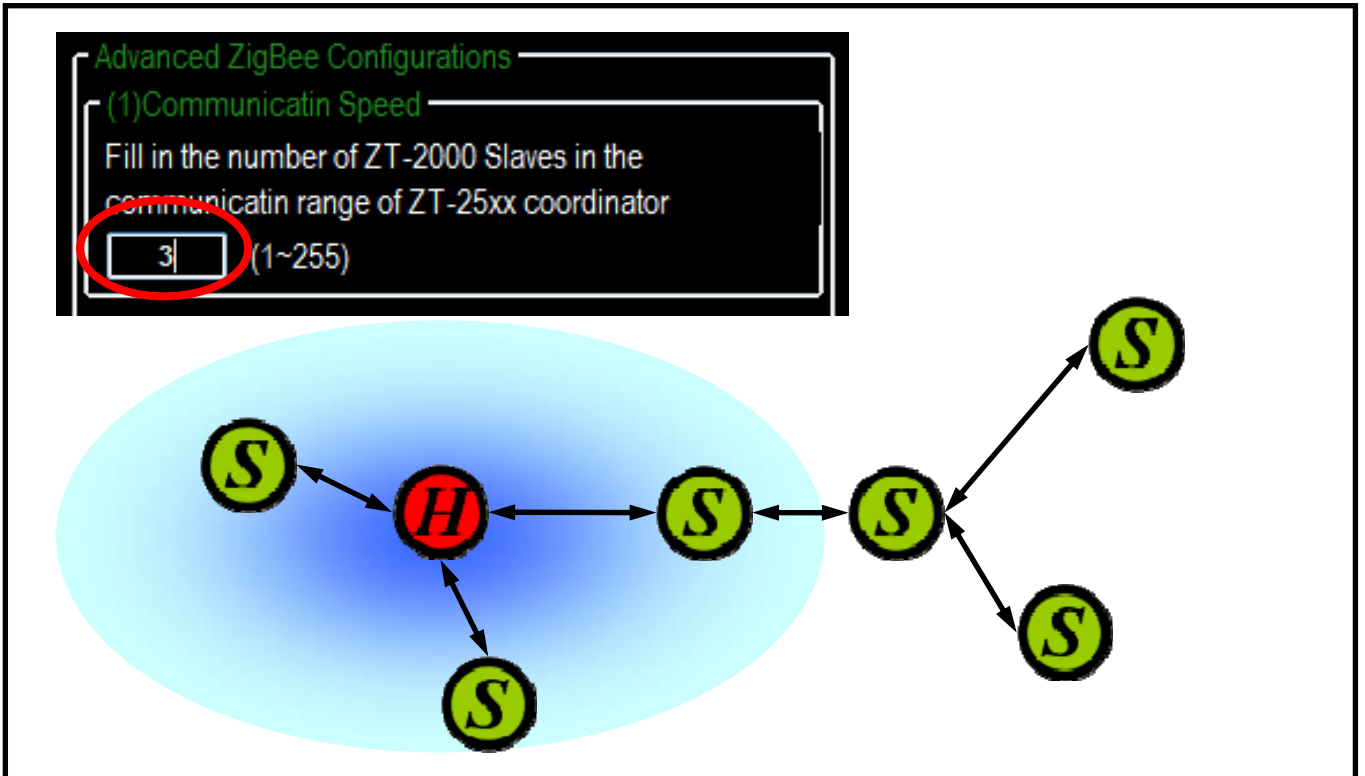 Advanced ZigBee Configurations
(1)Communicatin Speed
Fill in the number of ZT-2000 Slaves in the
communicatin range of ZT-25xx coordinator
3 (1~255)
S
S
H
S
S
S
S